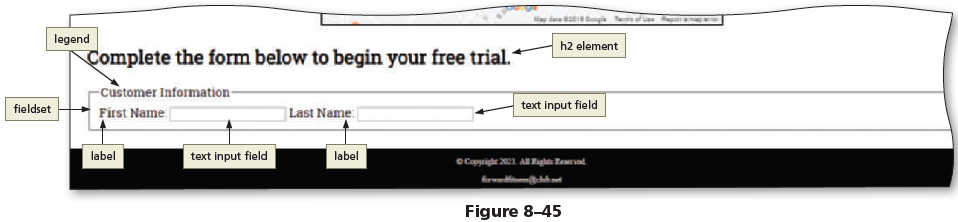 Map data ©2019 Google Terms of Use Report a map error
legend
h2 element
Complete the form below to begin your free trial.
Customer Information
fieldset
First Name:
Last Name:
text input field
label
text input field
label
© Copyright 2021. All Rights Reserved.
forwardfitness@club.net
Figure 8–45